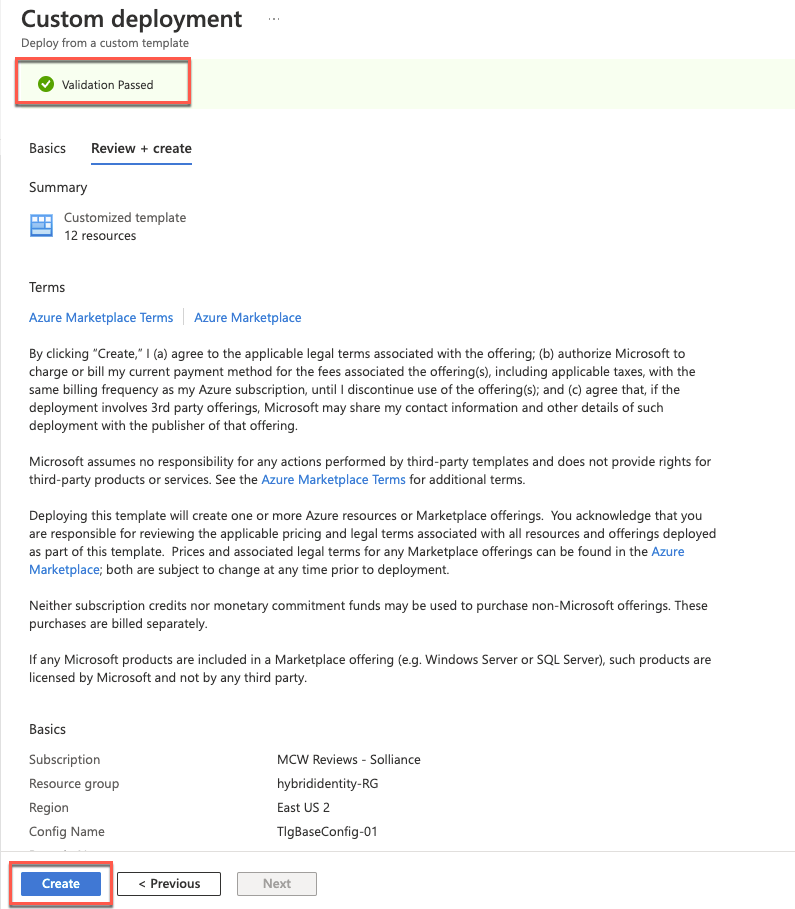 Custom deployment ...
Deploy from a custom template
Validation Passed
Basics Review + create
Summary
Customized template
12 resources
Terms
Azure Marketplace Terms Azure Marketplace
By clicking “Create,” I (a) agree to the applicable legal terms associated with the offering; (b) authorize Microsoft to
charge or bill my current payment method for the fees associated the offering(s), including applicable taxes, with the
same billing frequency as my Azure subscription, until I discontinue use of the offering(s); and (c) agree that, if the
deployment involves 3rd party offerings, Microsoft may share my contact information and other details of such
deployment with the publisher of that offering.
Microsoft assumes no responsibility for any actions performed by third-party templates and does not provide rights for
third-party products or services. See the Azure Marketplace Terms for additional terms.
Deploying this template will create one or more Azure resources or Marketplace offerings. You acknowledge that you
are responsible for reviewing the applicable pricing and legal terms associated with all resources and offerings deployed
as part of this template. Prices and associated legal terms for any Marketplace offerings can be found in the Azure
Marketplace; both are subject to change at any time prior to deployment.
Neither subscription credits nor monetary commitment funds may be used to purchase non-Microsoft offerings. These
purchases are billed separately.
If any Microsoft products are included in a Marketplace offering (e.g. Windows Server or SQL Server), such products are
licensed by Microsoft and not by any third party.
Basics
Subscription MCW Reviews - Solliance
Resource group hybrididentity-RG
Region East US 2
Config Name TlgBaseConfig-01
Create < Previous Next